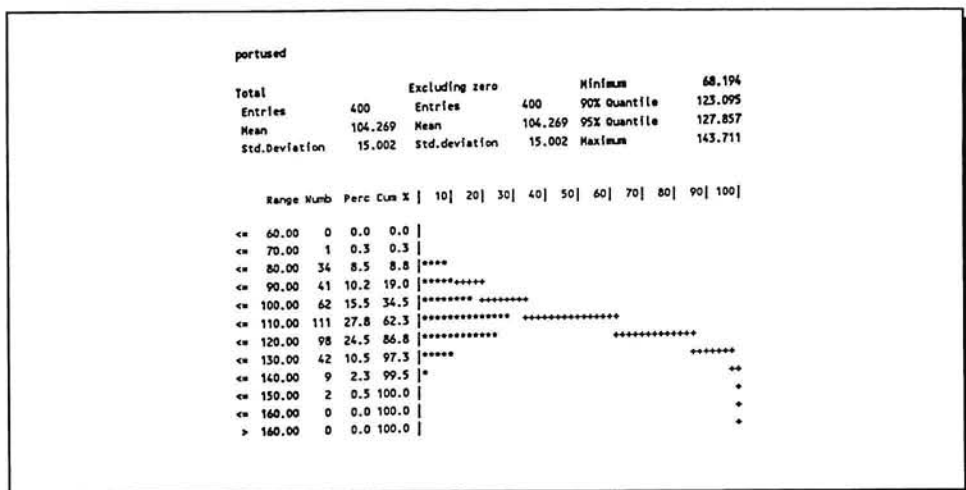 portused
Total Excluding zero Minimum 68.194
Entries 400 Entries 400 90% Quantile 123.095
Mean 104.269 Mean 104.269 95% Quantile 127.857
Std.Deviation 15.002 Std.deviation 15.002 Maximum 143.711
Range Numb Perc Cum % | 10| 20| 30| 40| 50| 60| 70| 80| 90| 100|
<= 60.00 0 0.0 0.0 |
<= 70.00 1 0.3 0.3 |
<= 80.00 34 8.5 8.8 |****
<= 90.00 41 10.2 19.0 |*****+++++
<= 100.00 62 15.5 34.5 |******** ++++++++
<= 110.00 111 27.8 62.3 |************** +++++++++++++++
<= 120.00 98 24.5 86.8 |************ +++++++++++++
<= 130.00 42 10.5 97.3 |***** +++++++
<= 140.00 9 2.3 99.5 |* ++
<= 150.00 2 0.5 100.0 | +
<= 160.00 0 0.0 100.0 | +
> 160.00 0 0.0 100.0 | +